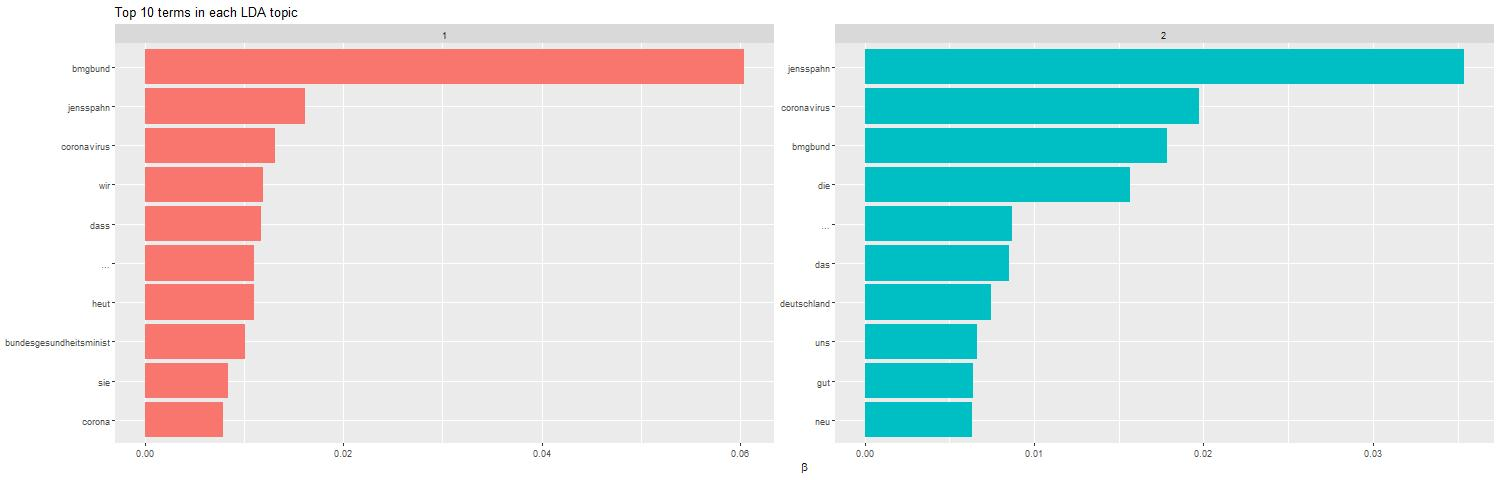 Top 10 terms in each LDA topic
1
bmgbund
jensspahn
coronavirus
wir
dass
...
heut
bundesgesundheitsminist
sie
corona
0.00 0.02 0.04 0.06
2
jensspahn
coronavirus
bmgbund
die
...
das
deutschland
uns
gut
neu
0.00 0.01 0.02 0.03
β